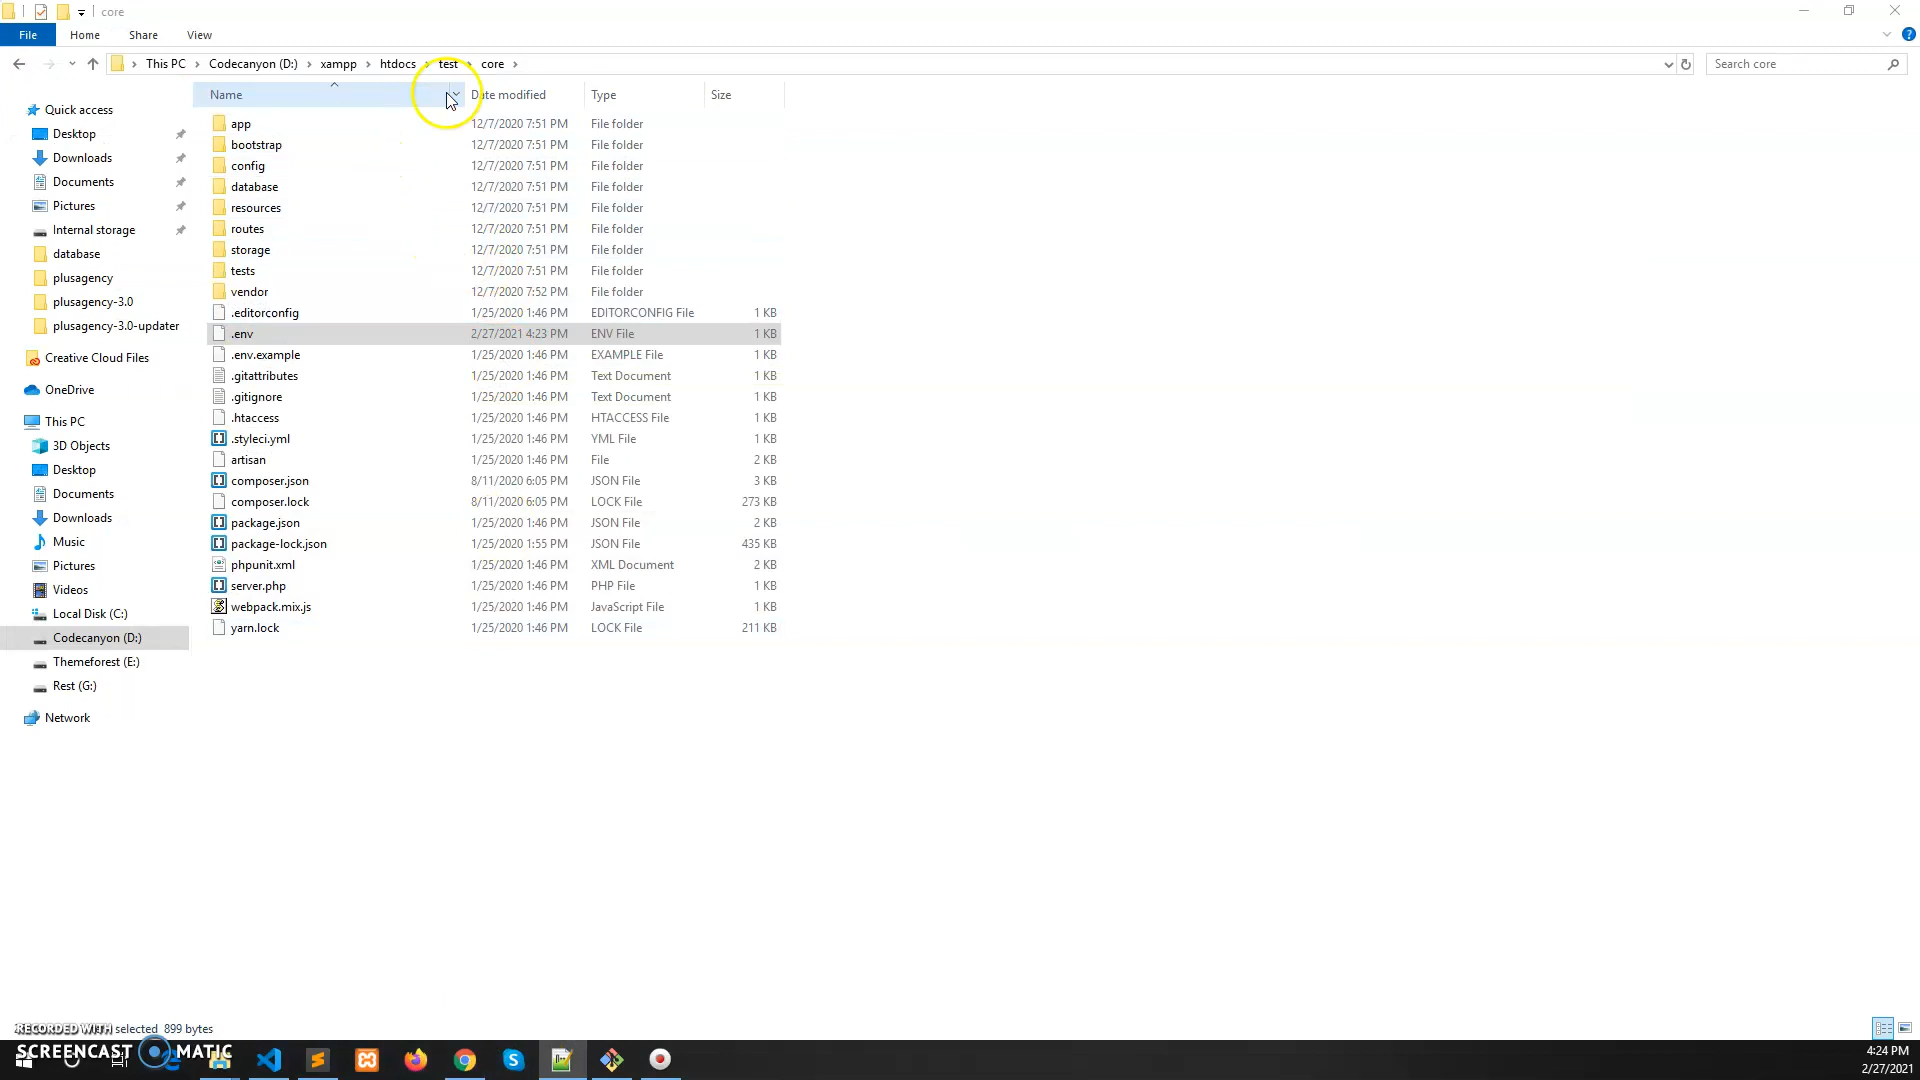 core
File Home Share View
This PC Codecanyon (D:) xampp htdocs test core
Search core
Name Date modified Type Size
Quick access
Desktop
Downloads
Documents
Pictures
Internal storage
database
plusagency
plusagency-3.0
plusagency-3.0-updater
Creative Cloud Files
OneDrive
This PC
3D Objects
Desktop
Documents
Downloads
Music
Pictures
Videos
Local Disk (C:)
Codecanyon (D:)
Themeforest (E:)
Rest (G:)
Network
app 12/7/2020 7:51 PM File folder
bootstrap 12/7/2020 7:51 PM File folder
config 12/7/2020 7:51 PM File folder
database 12/7/2020 7:51 PM File folder
resources 12/7/2020 7:51 PM File folder
routes 12/7/2020 7:51 PM File folder
storage 12/7/2020 7:51 PM File folder
tests 12/7/2020 7:51 PM File folder
vendor 12/7/2020 7:52 PM File folder
.editorconfig 1/25/2020 1:46 PM EDITORCONFIG File 1 KB
.env 2/27/2021 4:23 PM ENV File 1 KB
.env.example 1/25/2020 1:46 PM EXAMPLE File 1 KB
.gitattributes 1/25/2020 1:46 PM Text Document 1 KB
.gitignore 1/25/2020 1:46 PM Text Document 1 KB
.htaccess 1/25/2020 1:46 PM HTACCESS File 1 KB
.styleci.yml 1/25/2020 1:46 PM YML File 1 KB
artisan 1/25/2020 1:46 PM File 2 KB
composer.json 8/11/2020 6:05 PM JSON File 3 KB
composer.lock 8/11/2020 6:05 PM LOCK File 273 KB
package.json 1/25/2020 1:46 PM JSON File 2 KB
package-lock.json 1/25/2020 1:55 PM JSON File 435 KB
phpunit.xml 1/25/2020 1:46 PM XML Document 2 KB
server.php 1/25/2020 1:46 PM PHP File 1 KB
webpack.mix.js 1/25/2020 1:46 PM JavaScript File 1 KB
yarn.lock 1/25/2020 1:46 PM LOCK File 211 KB
selected 899 bytes
RECORDED WITH
SCREENCAST MATIC
4:24 PM
2/27/2021